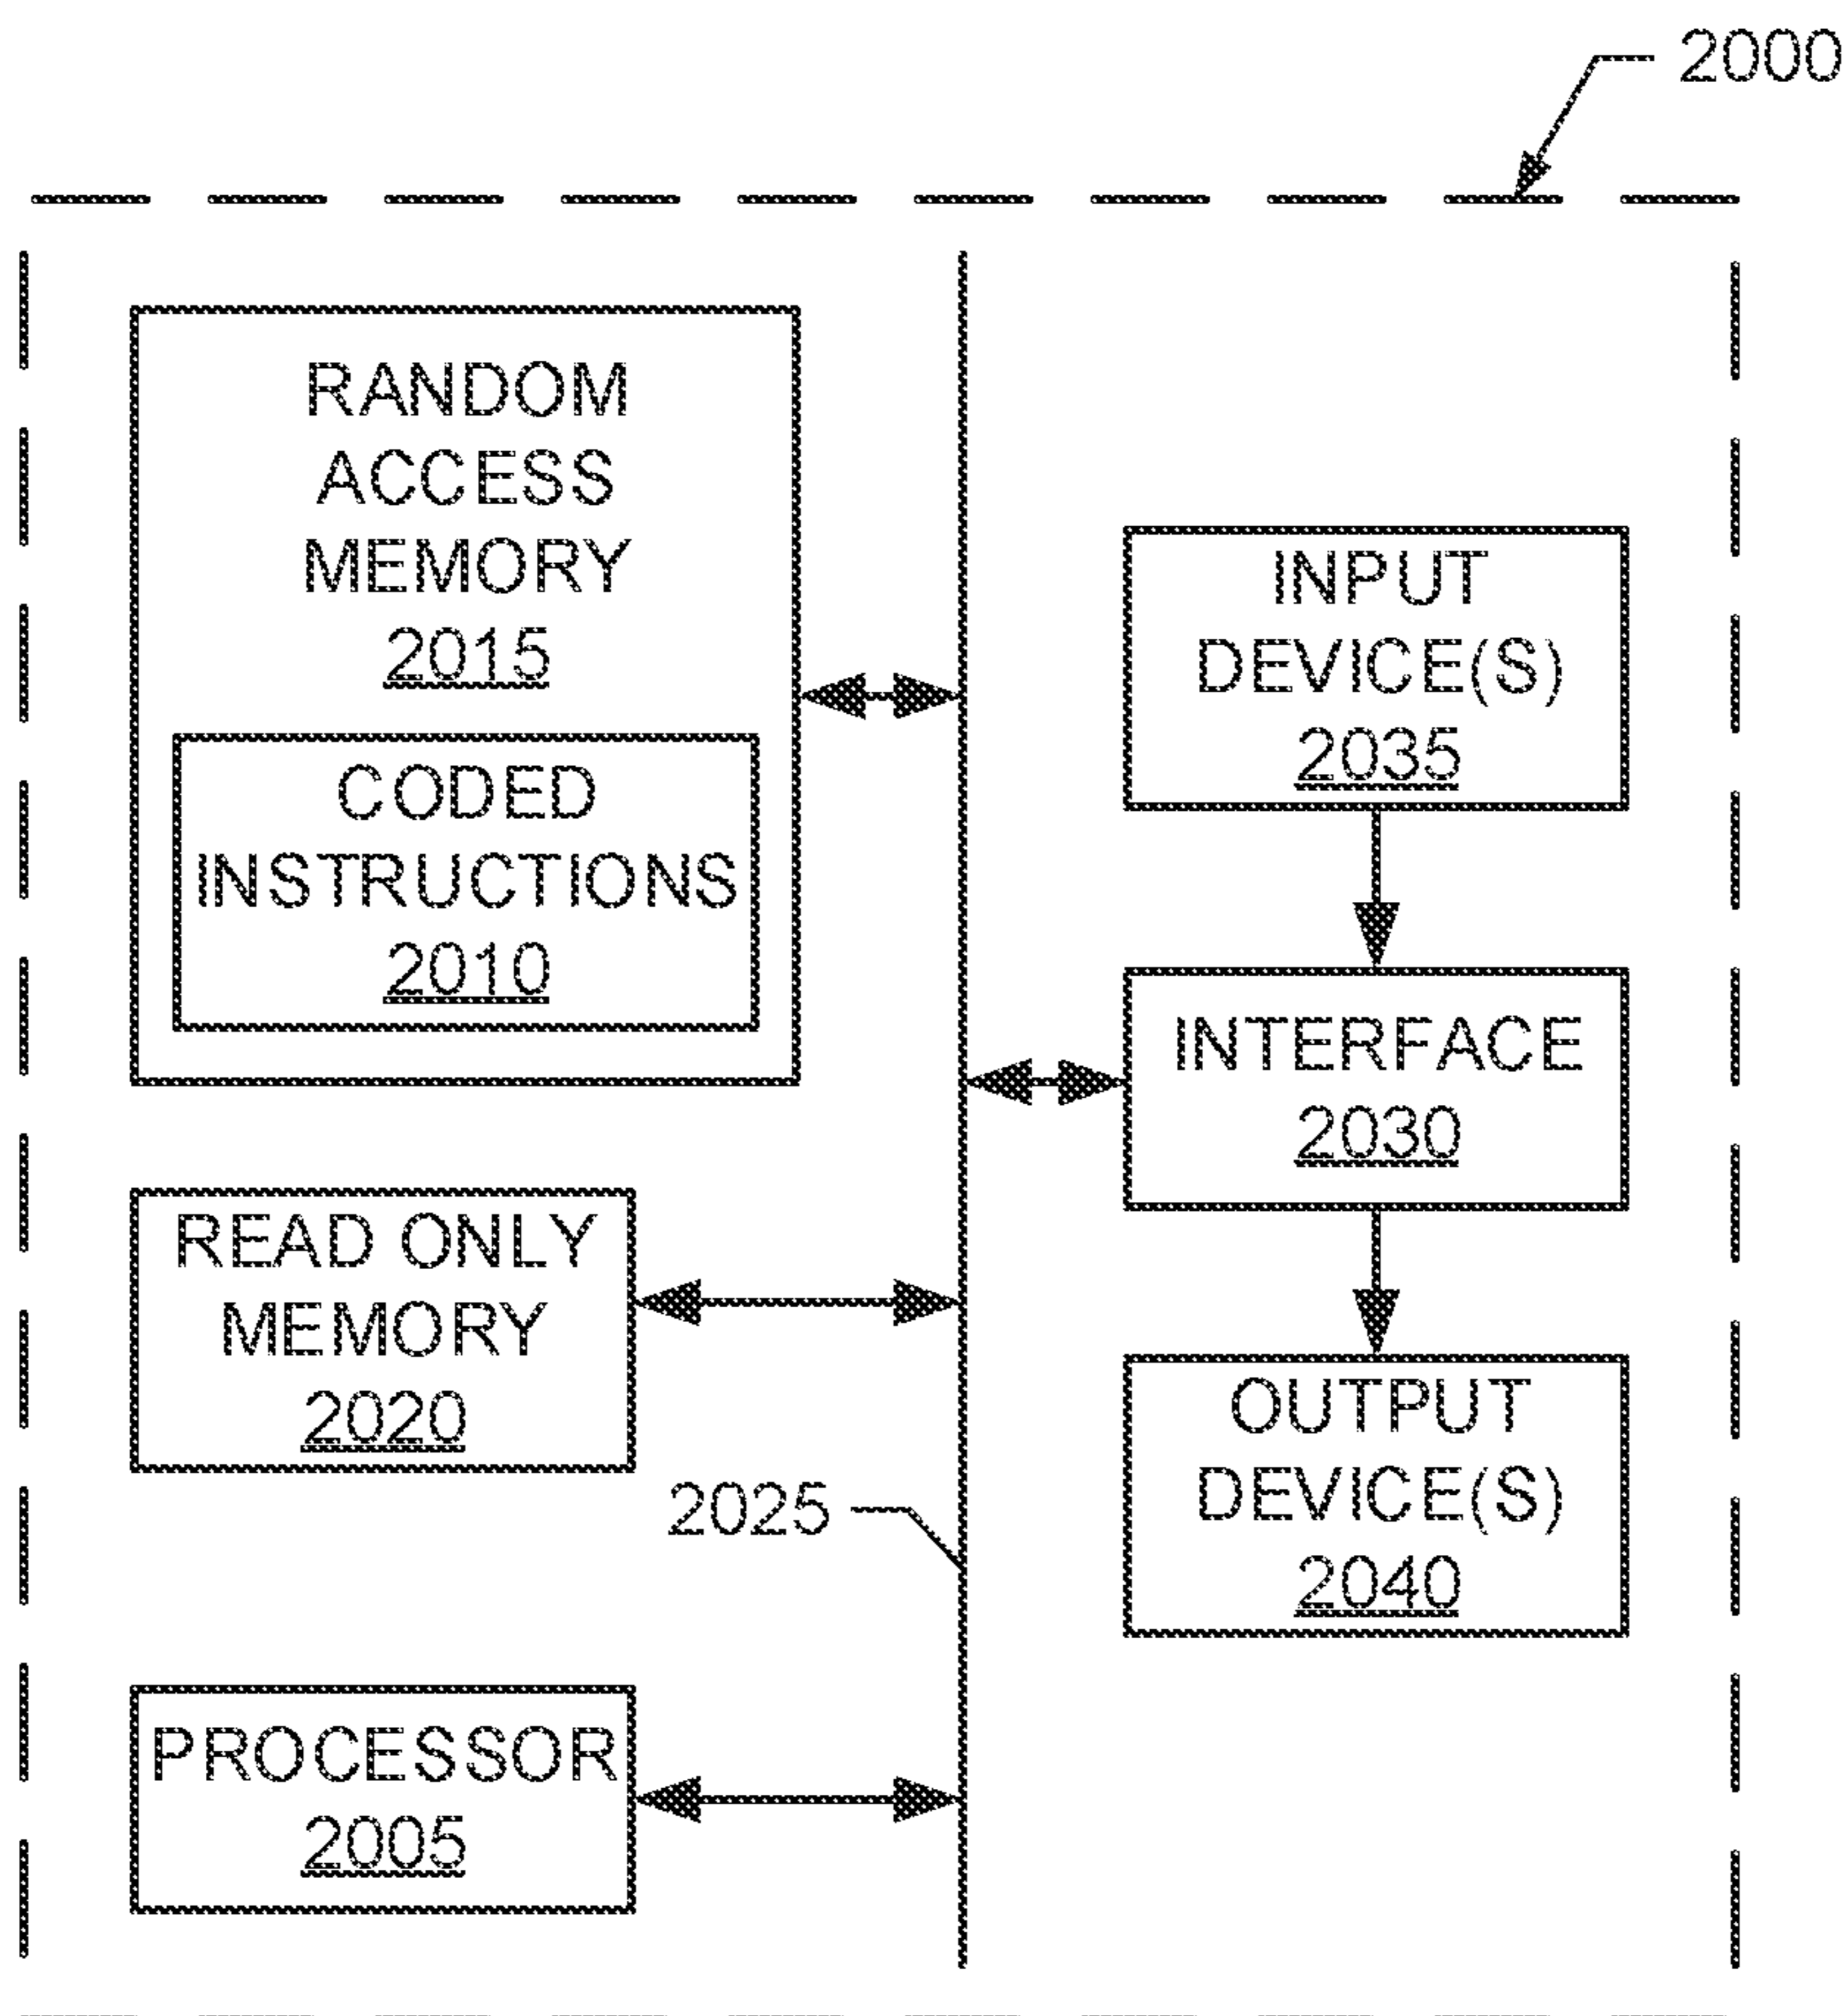 2000
RANDOM
ACCESS
MEMORY
2015
CODED
INSTRUCTIONS
2010
READ ONLY
MEMORY
2020
2025
PROCESSOR
2005
INPUT
DEVICE(S)
2035
INTERFACE
2030
OUTPUT
DEVICE(S)
2040